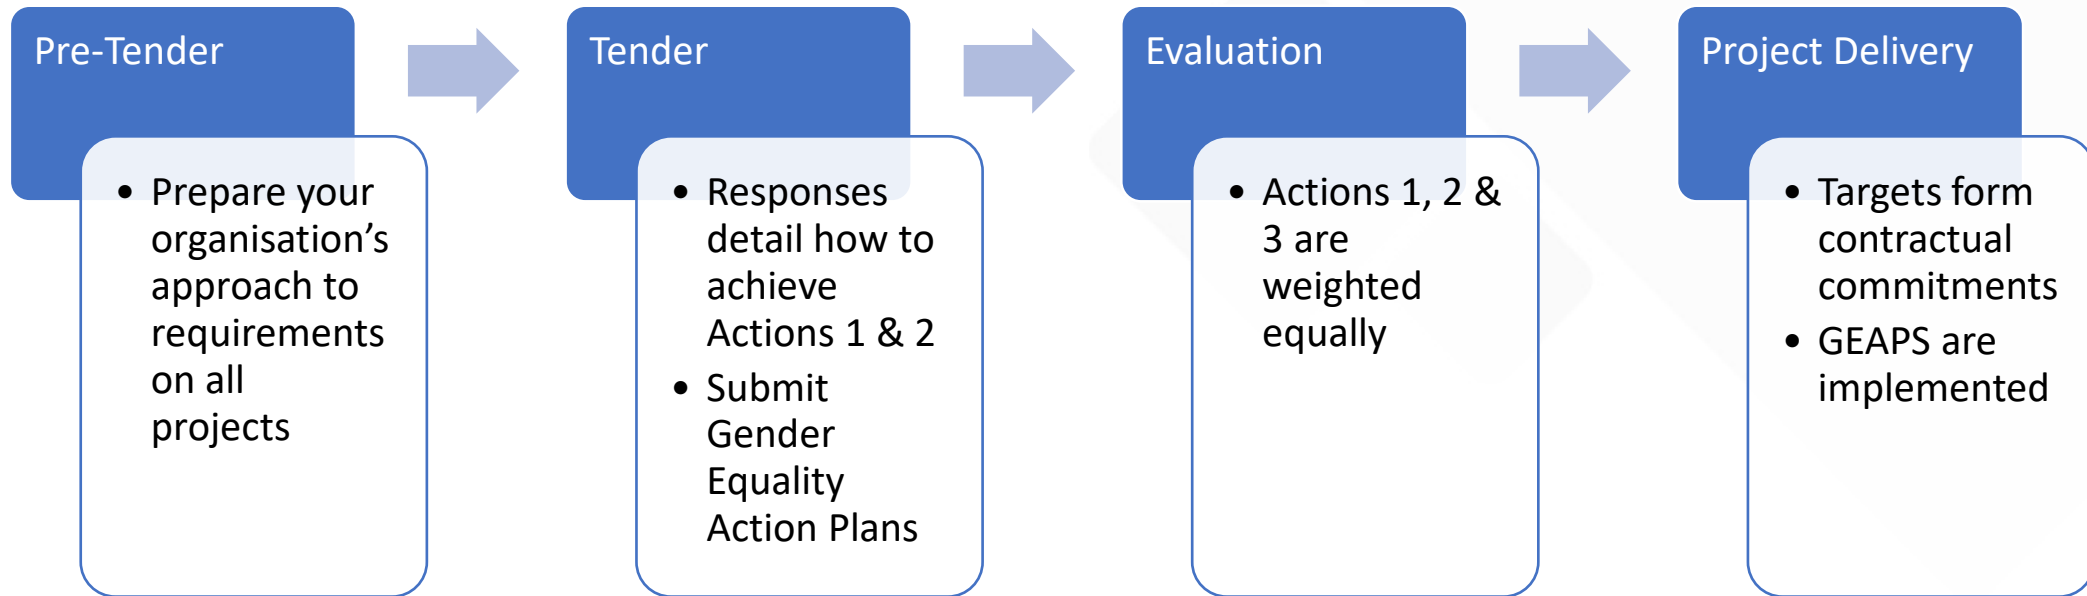 Pre-Tender
• Prepare your
organisation’s
approach to
requirements
on all
projects
Tender
• Responses
detail how to
achieve
Actions 1 & 2
• Submit
Gender
Equality
Action Plans
Evaluation
• Actions 1, 2 &
3 are
weighted
equally
Project Delivery
• Targets form
contractual
commitments
• GEAPS are
implemented